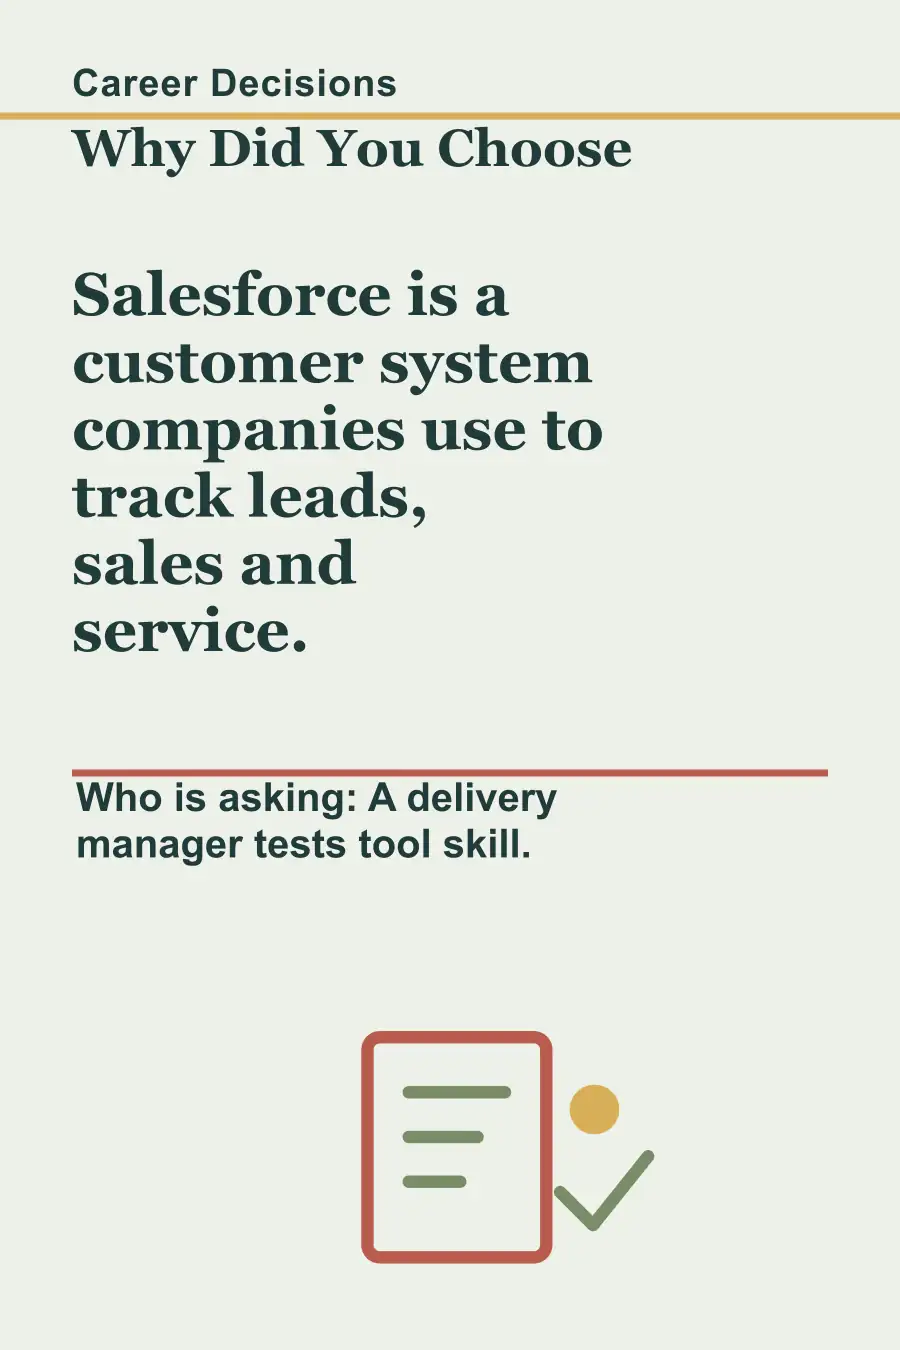 Career Decisions
Why Did You Choose
Salesforce is a
customer system
companies use to
track leads,
sales and
service.
Who is asking: A delivery
manager tests tool skill.